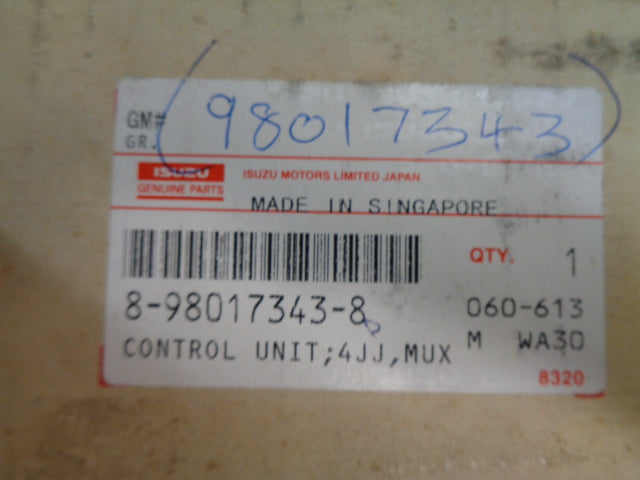 GM# (98017343)
GR.
ISUZU
GENUINE PARTS
ISUZU MOTORS LIMITED JAPAN
MADE IN SINGAPORE
QTY. 1
8-98017343-8
060-613
CONTROL UNIT;4JJ,MUX
M WA30
8320